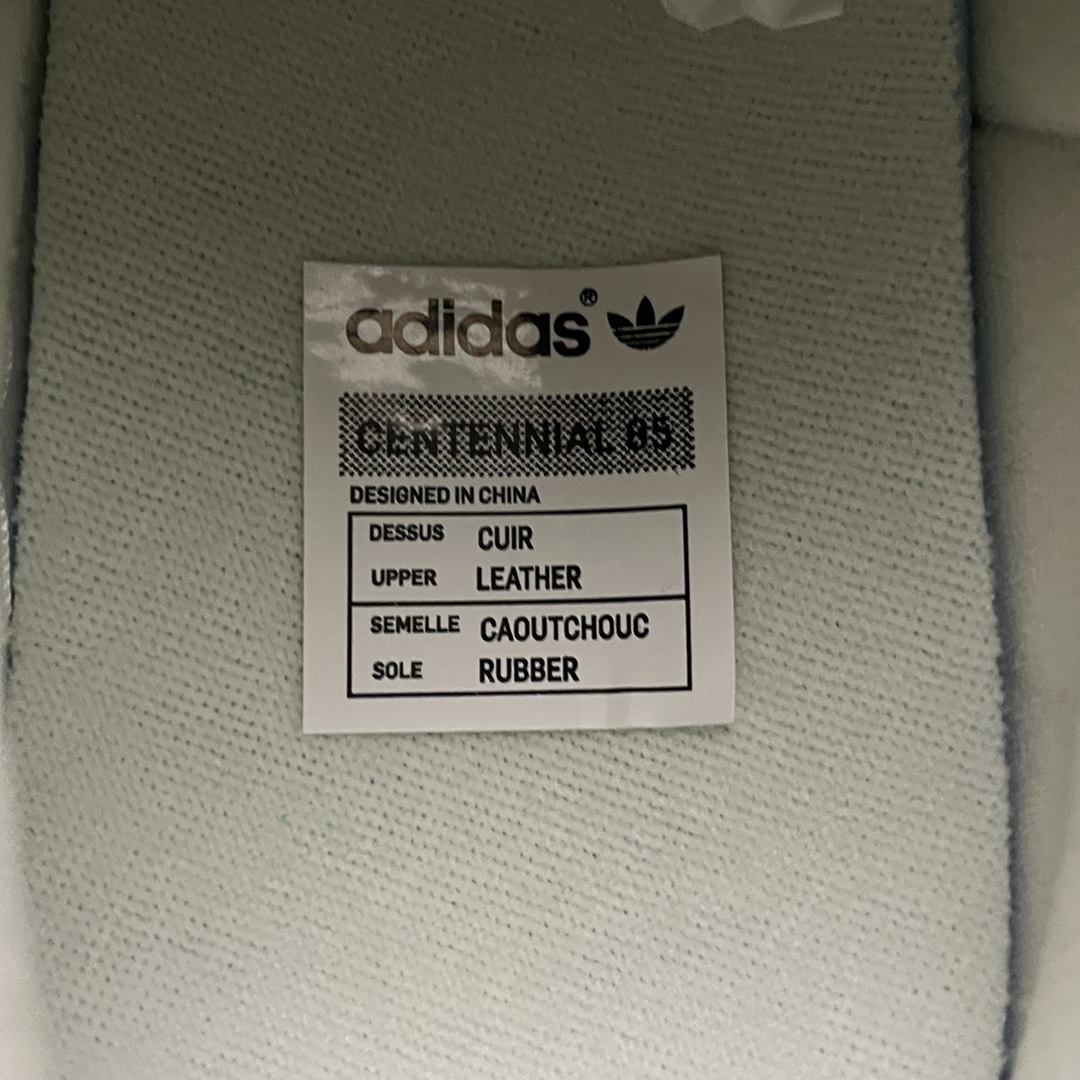 adidas®
CENTENNIAL 85
DESIGNED IN CHINA
DESSUS CUIR
UPPER LEATHER
SEMELLE CAOUTCHOUC
SOLE RUBBER